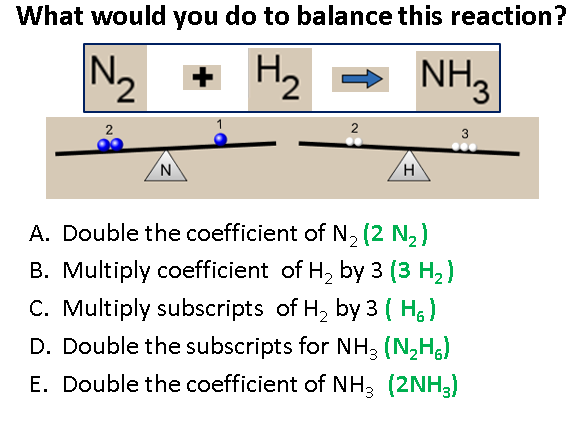 What would you do to balance this reaction?
N₂ + H₂ NH₃
2 1 2 3
N H
A. Double the coefficient of N₂ (2 N₂)
B. Multiply coefficient of H₂ by 3 (3 H₂)
C. Multiply subscripts of H₂ by 3 ( H₆)
D. Double the subscripts for NH₃ (N₂H₆)
E. Double the coefficient of NH₃ (2NH₃)